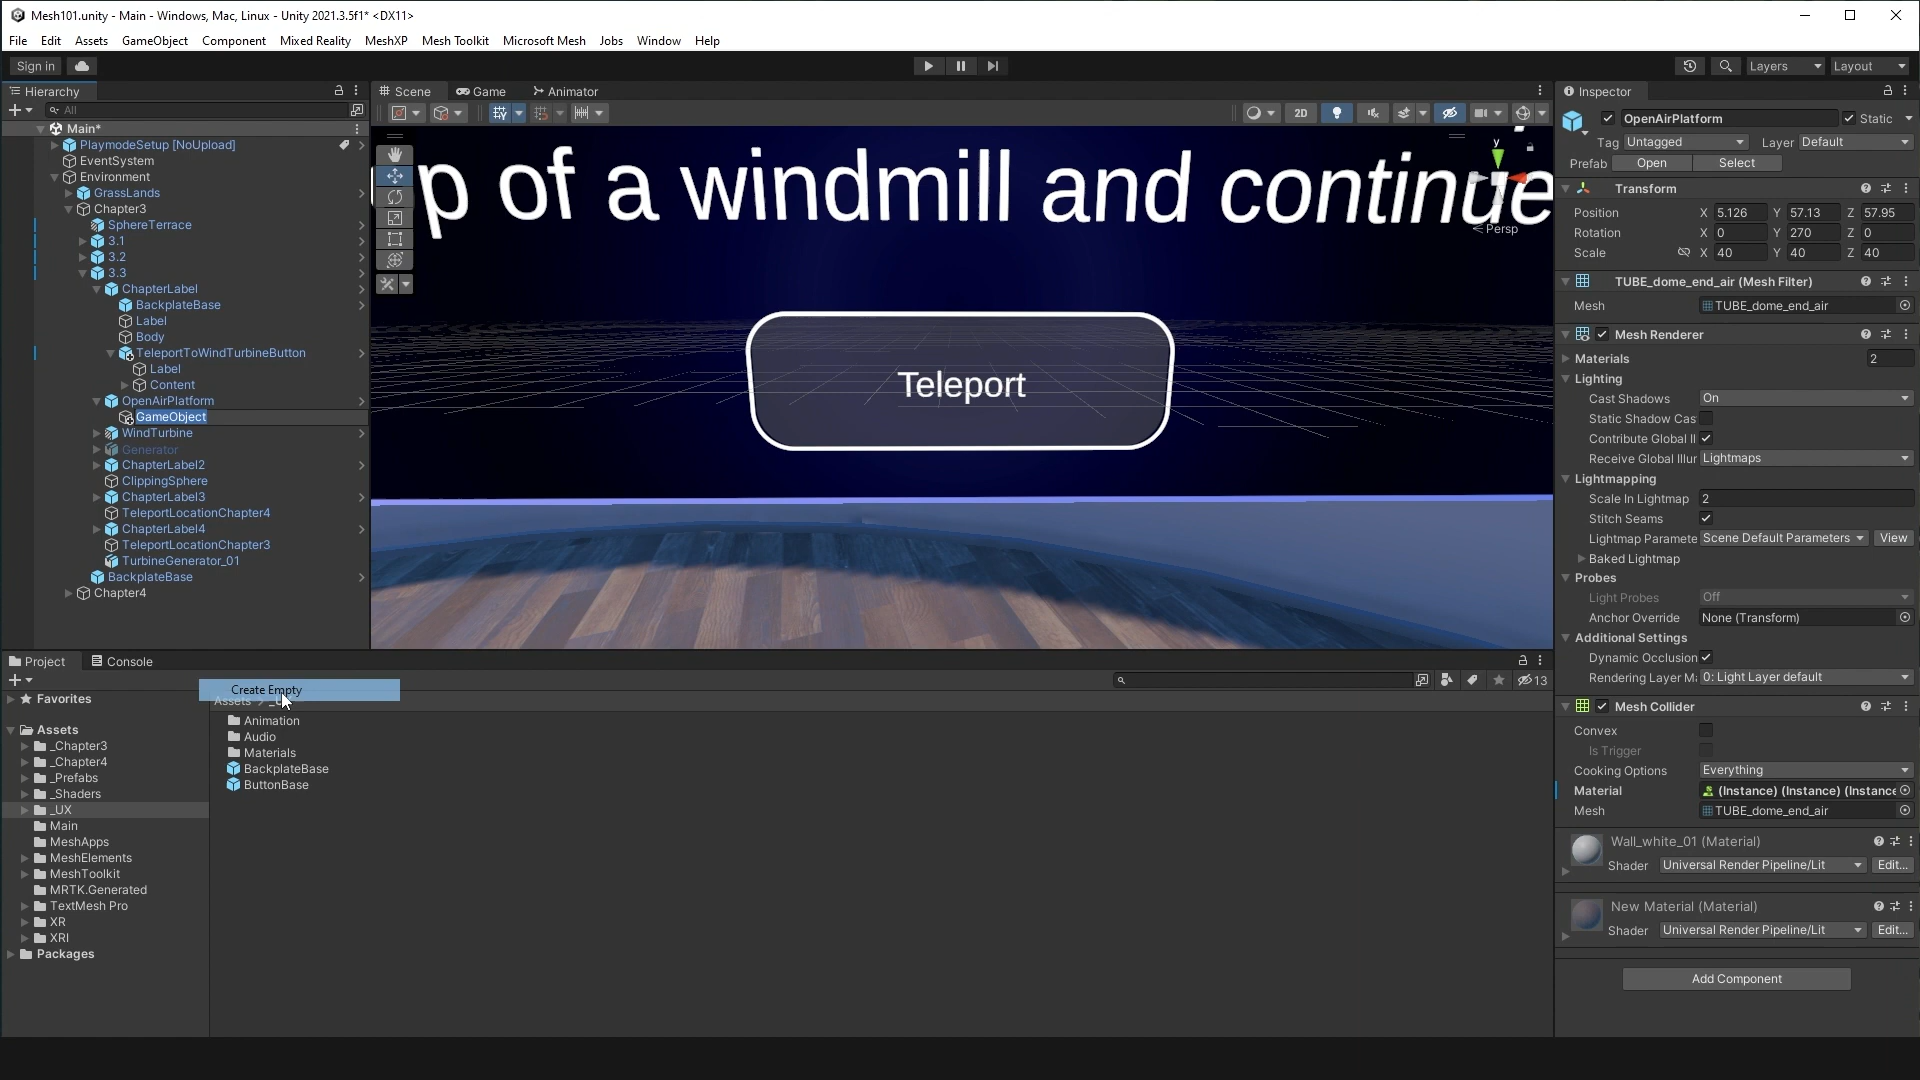 Mesh101.unity - Main - Windows, Mac, Linux - Unity 2021.3.5f1* <DX11>
File Edit Assets GameObject Component Mixed Reality MeshXP Mesh Toolkit Microsoft Mesh Jobs Window Help
Sign in
Layers
Layout
Hierarchy
All
Main*
PlaymodeSetup [NoUpload]
EventSystem
Environment
GrassLands
Chapter3
SphereTerrace
3.1
3.2
3.3
ChapterLabel
BackplateBase
Label
Body
TeleportToWindTurbineButton
Label
Content
OpenAirPlatform
GameObject
WindTurbine
Generator
ChapterLabel2
ClippingSphere
ChapterLabel3
TeleportLocationChapter4
ChapterLabel4
TeleportLocationChapter3
TurbineGenerator_01
BackplateBase
Chapter4
Scene Game Animator
2D
p of a windmill and continue
y
Persp
Teleport
Project Console
13
Create Empty
Assets >
Favorites
Assets
_Chapter3
_Chapter4
_Prefabs
_Shaders
_UX
Main
MeshApps
MeshElements
MeshToolkit
MRTK.Generated
TextMesh Pro
XR
XRI
Packages
Animation
Audio
Materials
BackplateBase
ButtonBase
Inspector
OpenAirPlatform Static
Tag Untagged Layer Default
Prefab Open Select
Transform
Position X 5.126 Y 57.13 Z 57.95
Rotation X 0 Y 270 Z 0
Scale X 40 Y 40 Z 40
TUBE_dome_end_air (Mesh Filter)
Mesh TUBE_dome_end_air
Mesh Renderer
Materials 2
Lighting
Cast Shadows On
Static Shadow Cas
Contribute Global Il
Receive Global Illur Lightmaps
Lightmapping
Scale In Lightmap 2
Stitch Seams
Lightmap Paramete Scene Default Parameters View
Baked Lightmap
Probes
Light Probes Off
Anchor Override None (Transform)
Additional Settings
Dynamic Occlusion
Rendering Layer M 0: Light Layer default
Mesh Collider
Convex
Is Trigger
Cooking Options Everything
Material (Instance) (Instance) (Instance
Mesh TUBE_dome_end_air
Wall_white_01 (Material)
Shader Universal Render Pipeline/Lit Edit...
New Material (Material)
Shader Universal Render Pipeline/Lit Edit...
Add Component